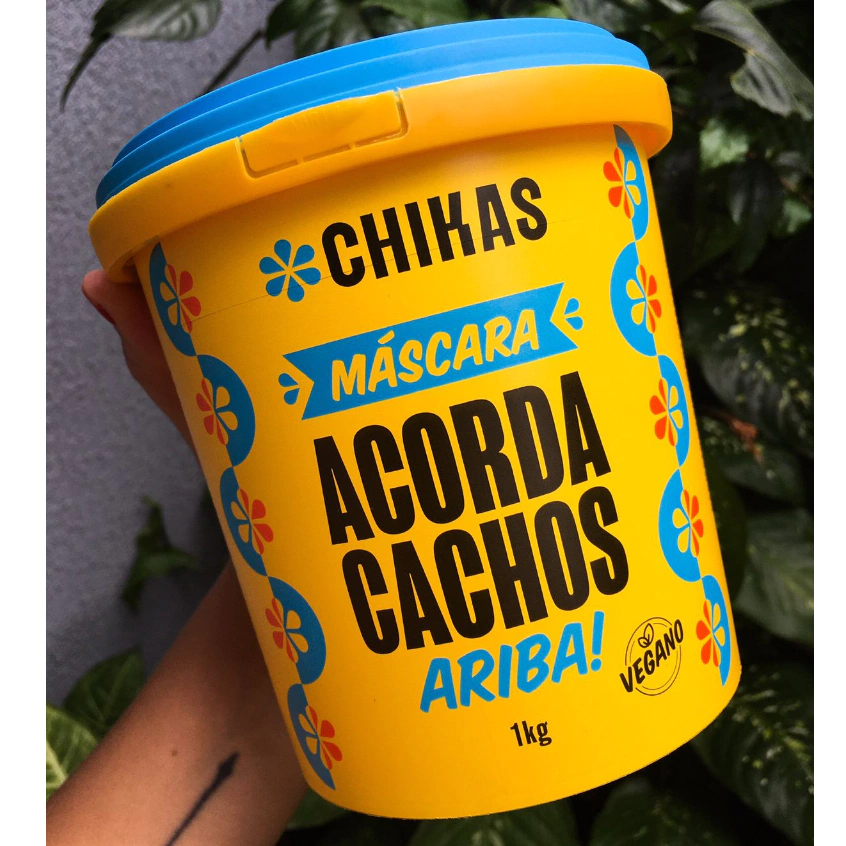 CHIKAS
MÁSCARA
ACORDA
CACHOS
ARIBA!
VEGANO
1kg